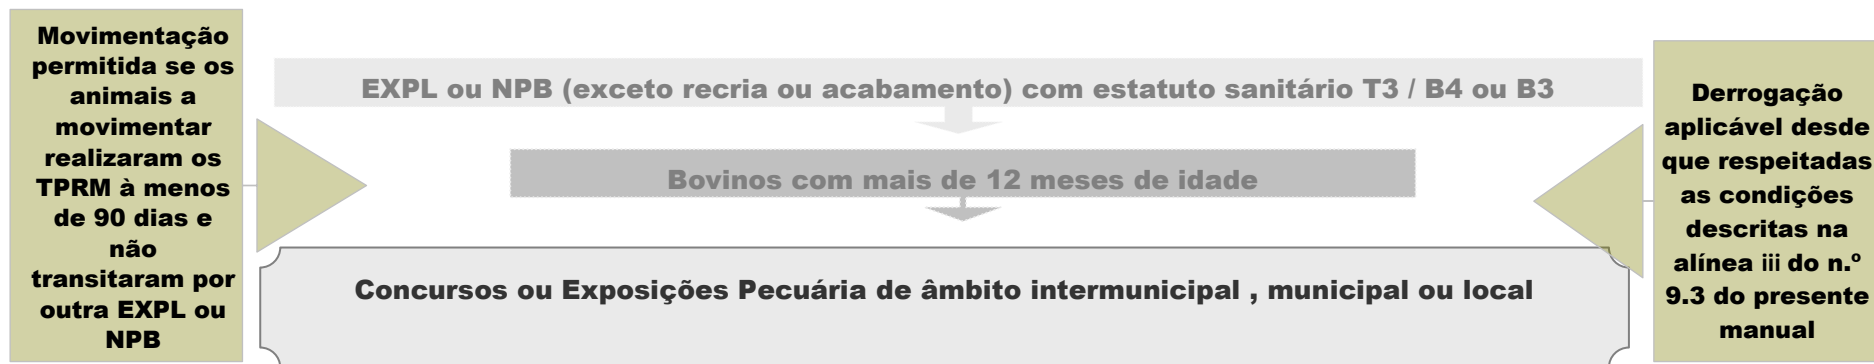 Movimentação
permitida se os
animais a
movimentar
realizaram os
TPRM à menos
de 90 dias e
não
transitaram por
outra EXPL ou
NPB
EXPL ou NPB (exceto recria ou acabamento) com estatuto sanitário T3 / B4 ou B3
Bovinos com mais de 12 meses de idade
Concursos ou Exposições Pecuária de âmbito intermunicipal , municipal ou local
Derrogação
aplicável desde
que respeitadas
as condições
descritas na
alínea iii do n.º
9.3 do presente
manual